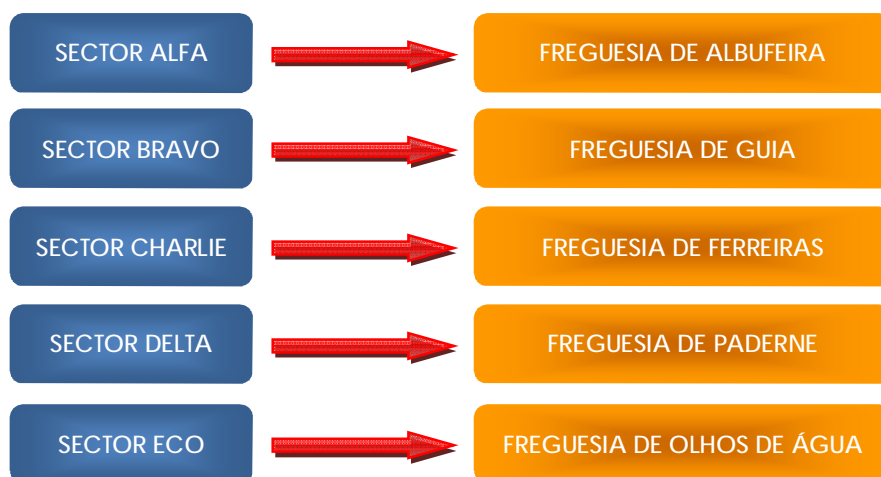 SECTOR ALFA FREGUESIA DE ALBUFEIRA
SECTOR BRAVO FREGUESIA DE GUIA
SECTOR CHARLIE FREGUESIA DE FERREIRAS
SECTOR DELTA FREGUESIA DE PADERNE
SECTOR ECO FREGUESIA DE OLHOS DE ÁGUA